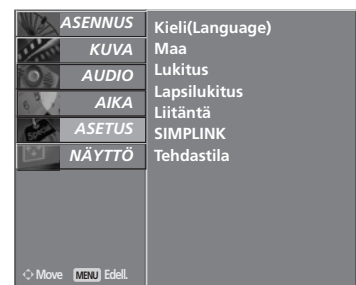 ASENNUS
KUVA
AUDIO
AIKA
ASETUS
NÄYTTÖ
Kieli(Language)
Maa
Lukitus
Lapsilukitus
Liitäntä
SIMPLINK
Tehdastila
Move MENU Edell.